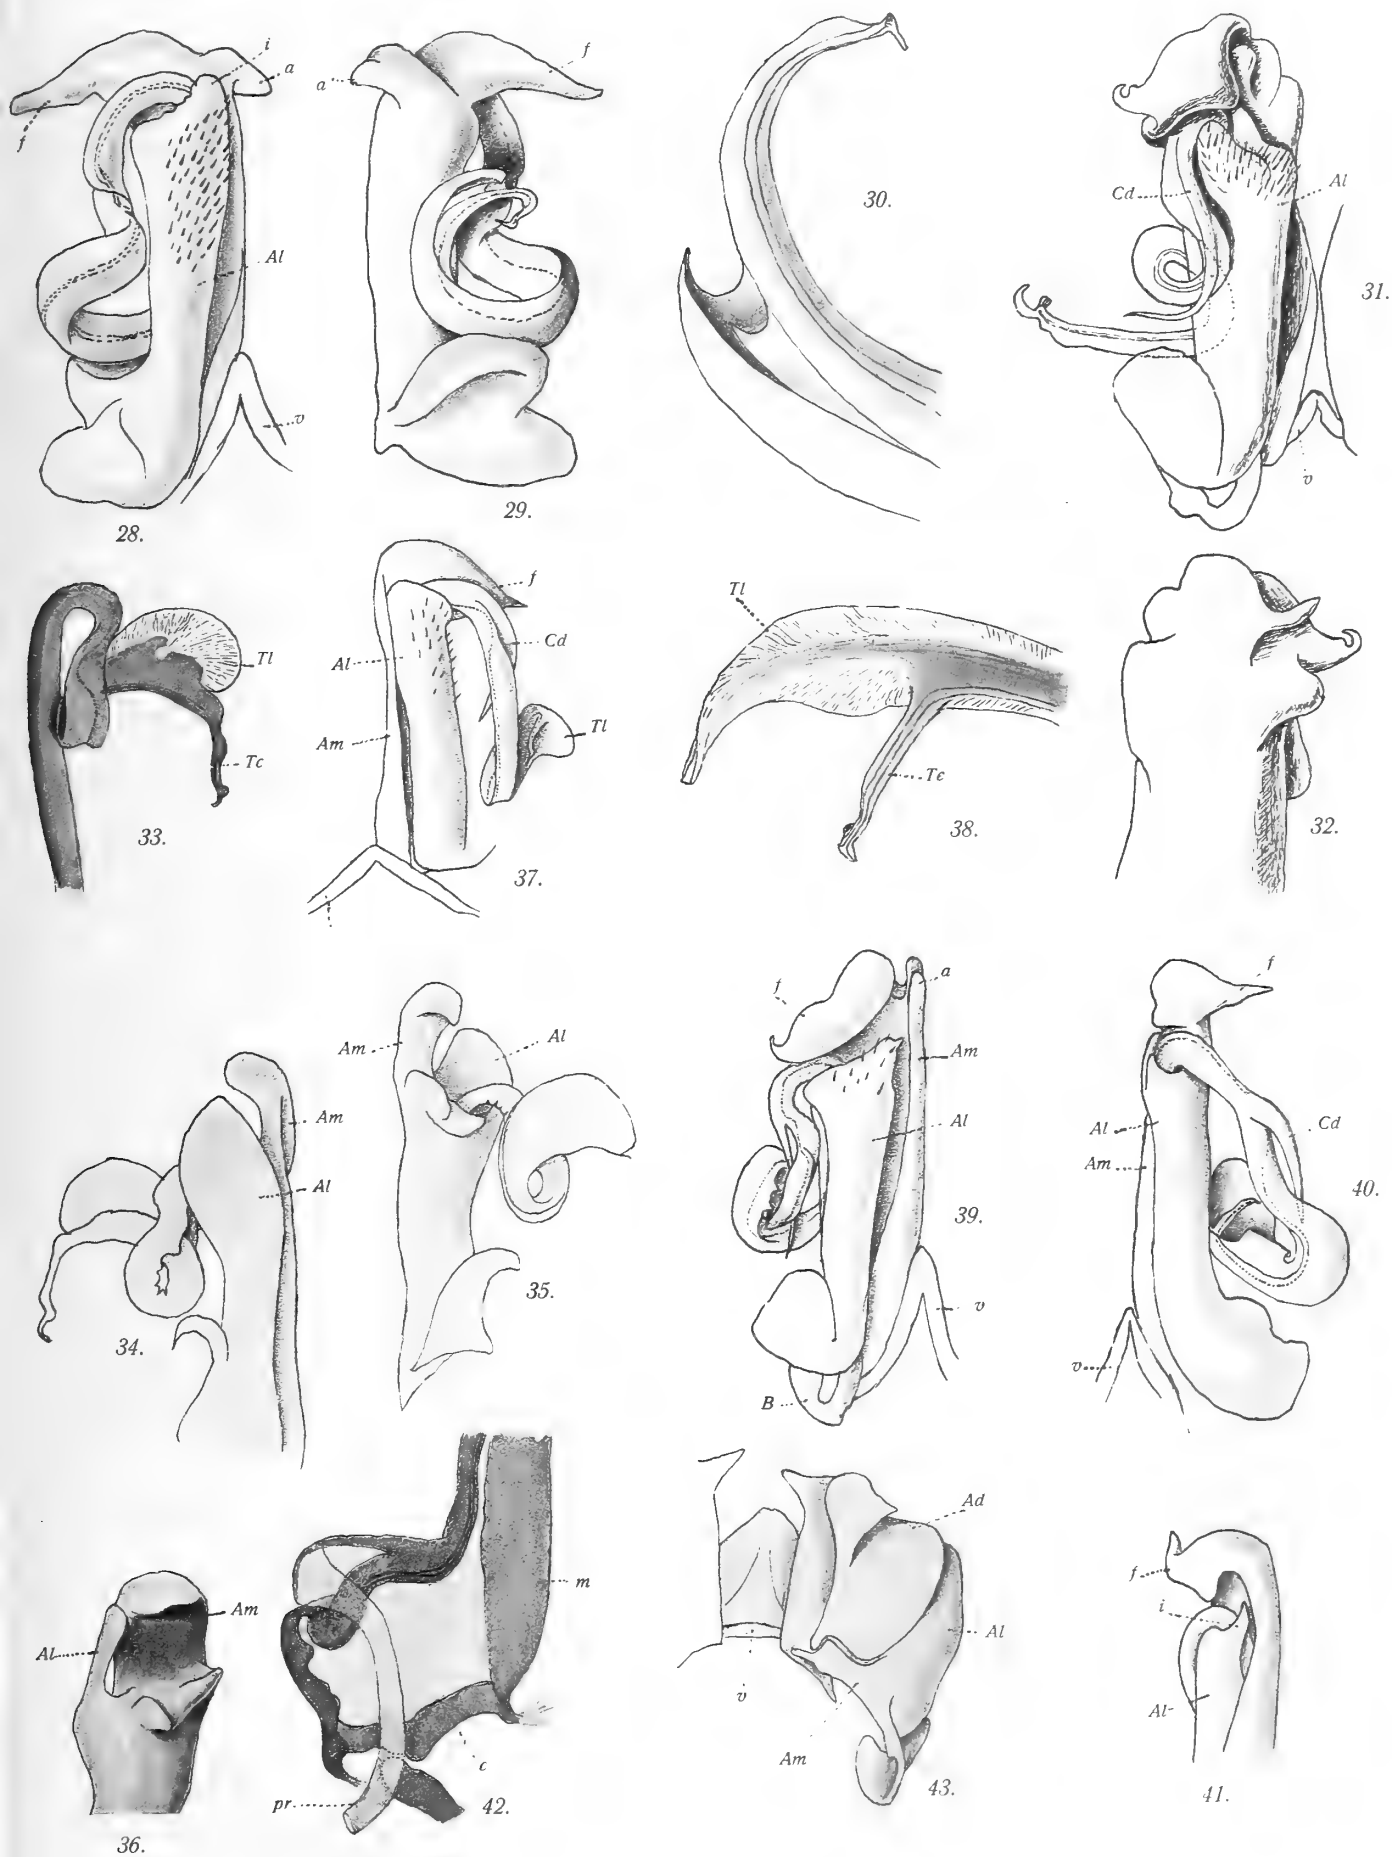 i
a
f
Al
v
28.
a
f
29.
30.
Cd
Al
31.
v
Tl
Tc
33.
f
Cd
Al
Am
Tl
37.
Tl
Tc
38.
32.
Am
Al
34.
Am
Al
35.
f
a
Am
Al
39.
v
B
f
Al
Cd
Am
40.
v
Am
Al
36.
m
c
pr.
42.
Ad
Al
v
Am
43.
f
i
Al
41.